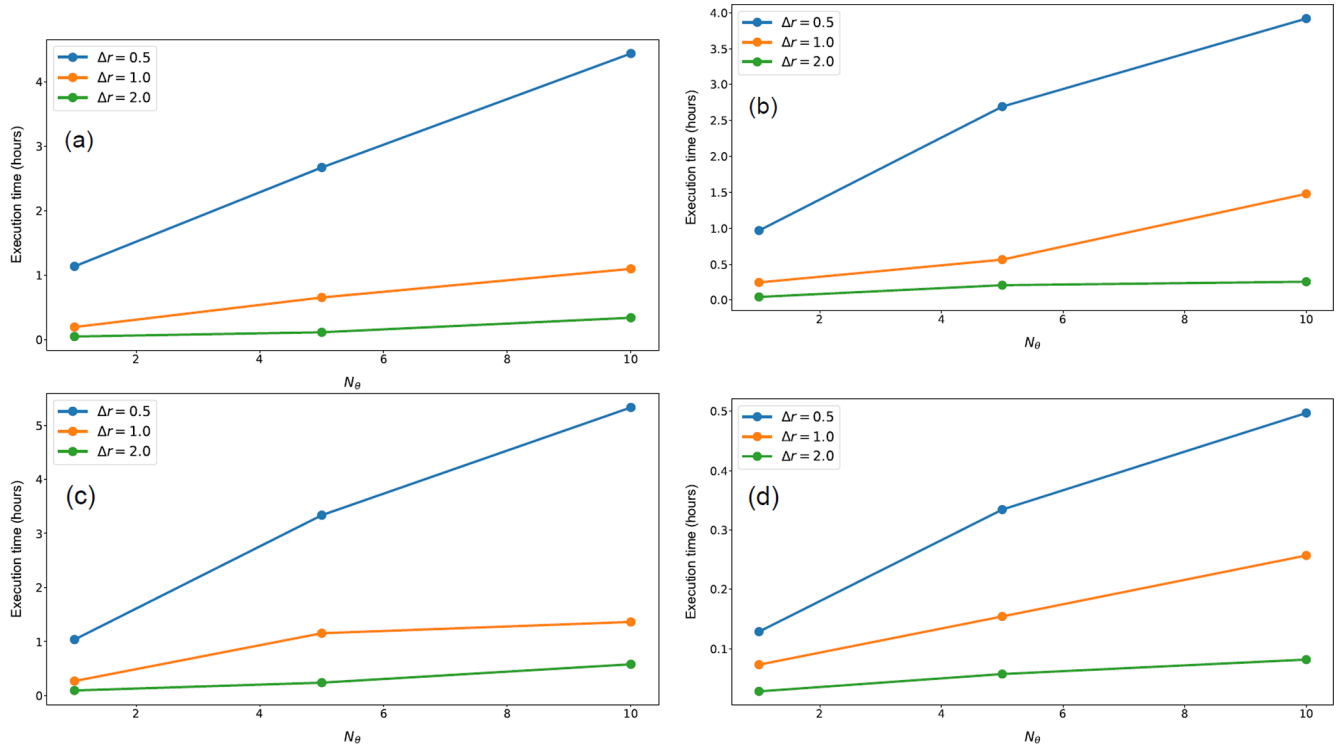 Δr = 0.5
Δr = 1.0
Δr = 2.0
(a)
Execution time (hours)
4
3
2
1
0
2
4
6
8
10
Nθ
Δr = 0.5
Δr = 1.0
Δr = 2.0
(b)
Execution time (hours)
4.0
3.5
3.0
2.5
2.0
1.5
1.0
0.5
0.0
2
4
6
8
10
Nθ
Δr = 0.5
Δr = 1.0
Δr = 2.0
(c)
Execution time (hours)
5
4
3
2
1
0
2
4
6
8
10
Nθ
Δr = 0.5
Δr = 1.0
Δr = 2.0
(d)
Execution time (hours)
0.5
0.4
0.3
0.2
0.1
2
4
6
8
10
Nθ